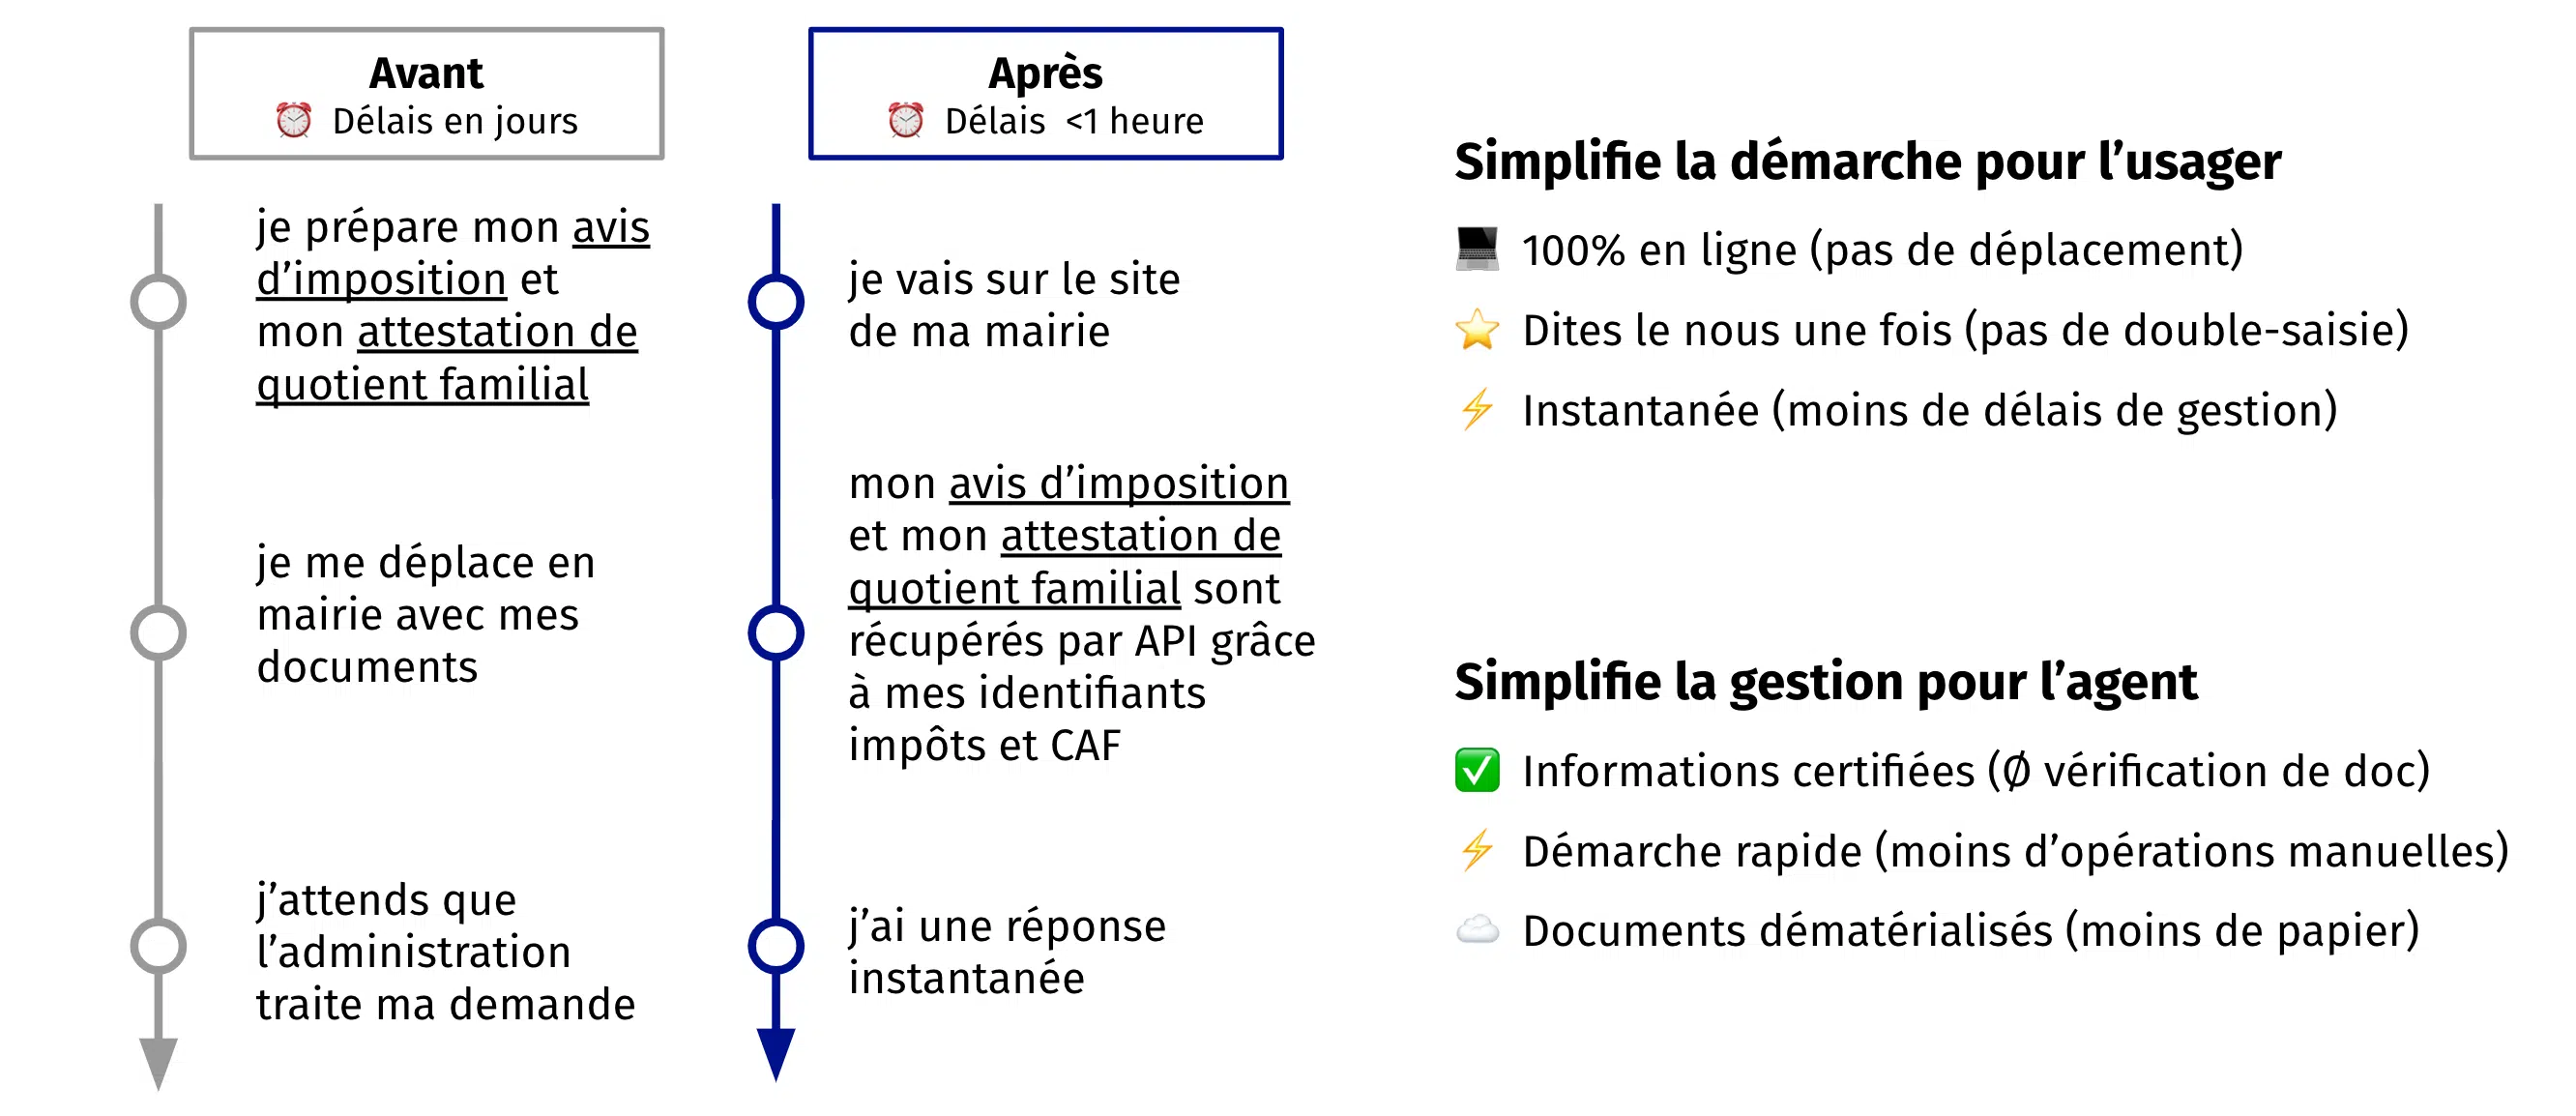 Avant
⏰ Délais en jours
je prépare mon avis
d’imposition et
mon attestation de
quotient familial
je me déplace en
mairie avec mes
documents
j’attends que
l’administration
traite ma demande
Après
⏰ Délais <1 heure
je vais sur le site
de ma mairie
mon avis d’imposition
et mon attestation de
quotient familial sont
récupérés par API grâce
à mes identifiants
impôts et CAF
j’ai une réponse
instantanée
Simplifie la démarche pour l’usager
💻 100% en ligne (pas de déplacement)
⭐ Dites le nous une fois (pas de double-saisie)
⚡ Instantanée (moins de délais de gestion)
Simplifie la gestion pour l’agent
✅ Informations certifiées (Ø vérification de doc)
⚡ Démarche rapide (moins d’opérations manuelles)
☁️ Documents dématérialisés (moins de papier)